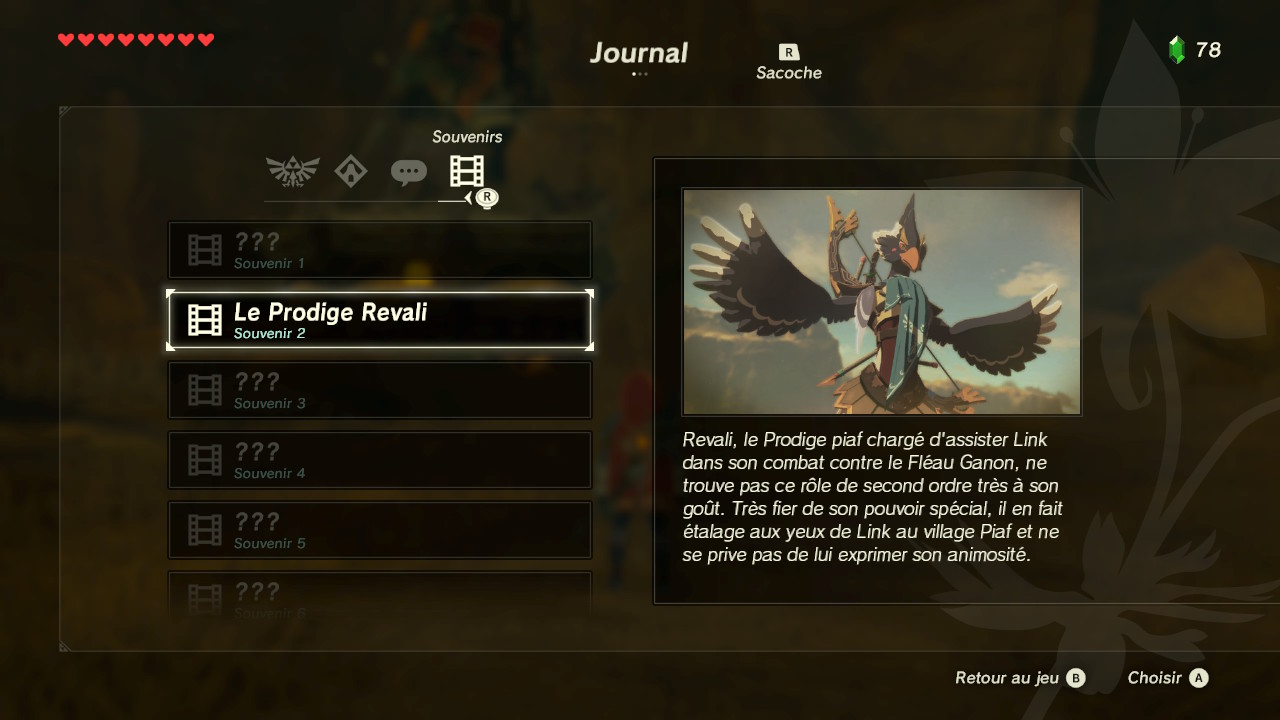 Journal
R
Sacoche
78
Souvenirs
R
???
Souvenir 1
Le Prodige Revali
Souvenir 2
???
Souvenir 3
???
Souvenir 4
???
Souvenir 5
???
Souvenir 6
Revali, le Prodige piaf chargé d'assister Link
dans son combat contre le Fléau Ganon, ne
trouve pas ce rôle de second ordre très à son
goût. Très fier de son pouvoir spécial, il en fait
étalage aux yeux de Link au village Piaf et ne
se prive pas de lui exprimer son animosité.
Retour au jeu B
Choisir A